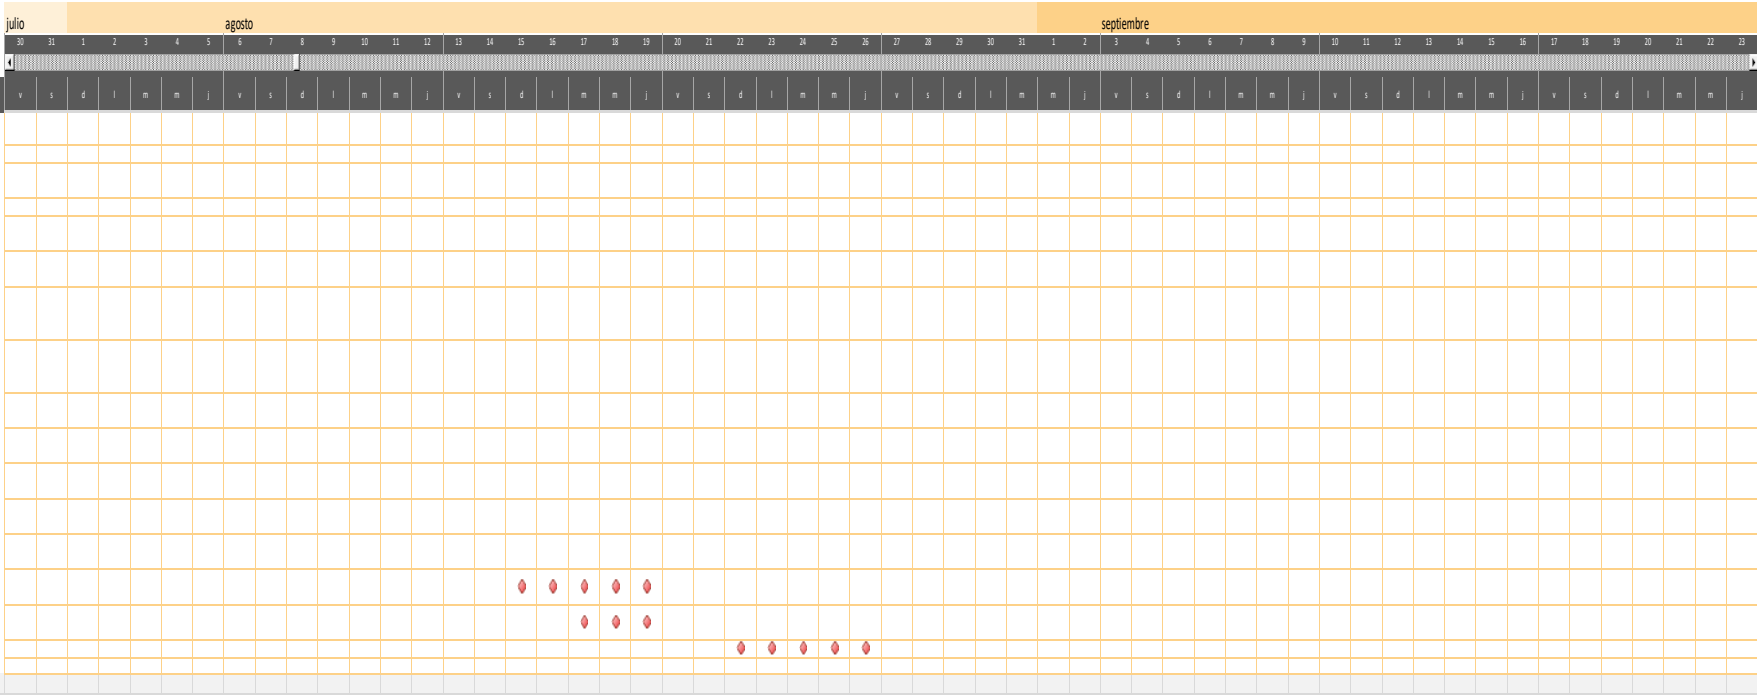 julio agosto septiembre
30 31 1 2 3 4 5 6 7 8 9 10 11 12 13 14 15 16 17 18 19 20 21 22 23 24 25 26 27 28 29 30 31 1 2 3 4 5 6 7 8 9 10 11 12 13 14 15 16 17 18 19 20 21 22 23
v s d l m m j v s d l m m j v s d l m m j v s d l m m j v s d l m m j v s d l m m j v s d l m m j v s d l m m j